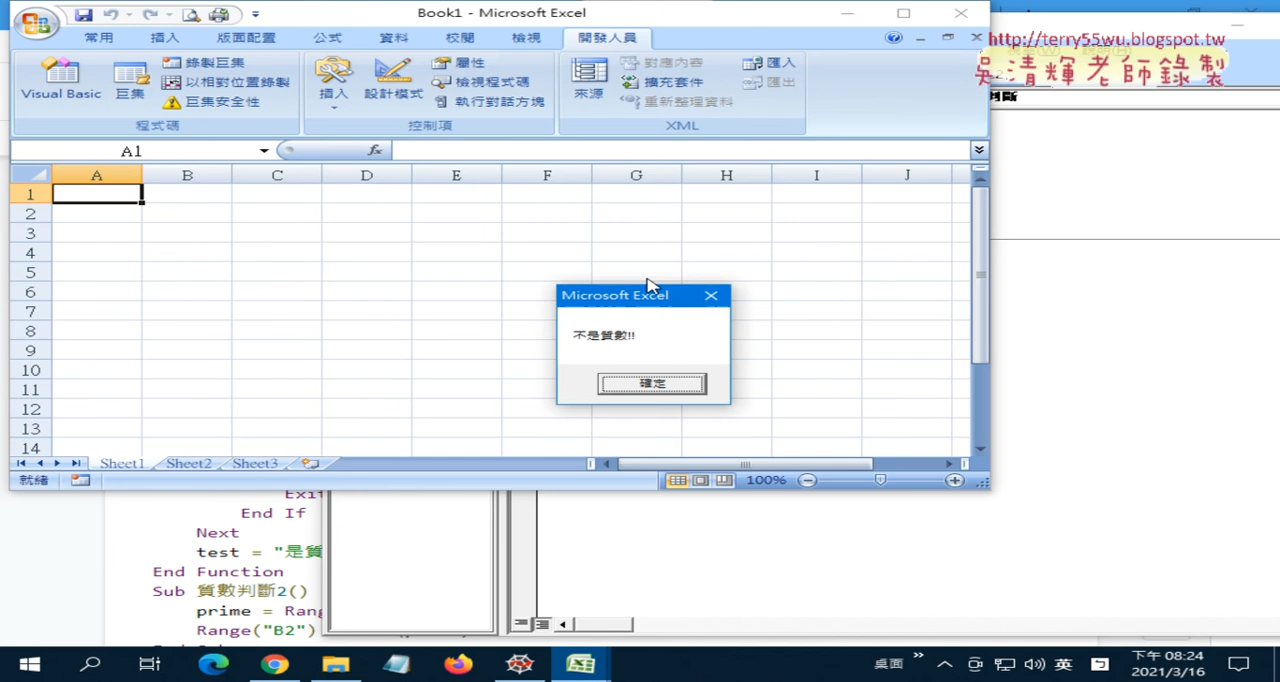 Book1 - Microsoft Excel
http://terry55wu.blogspot.tw
吳清輝老師錄製
常用 插入 版面配置 公式 資料 校閱 檢視 開發人員
Visual Basic 巨集 錄製巨集 以相對位置錄製 巨集安全性
程式碼
插入 設計模式 屬性 檢視程式碼 執行對話方塊
控制項
來源 對應內容 擴充套件 重新整理資料 匯入 匯出
XML
判斷
A1 fx
A B C D E F G H I J
1
2
3
4
5
6
7
8
9
10
11
12
13
14
Microsoft Excel
不是質數!!
確定
Sheet1 Sheet2 Sheet3
就緒 100%
Exit
End If
Next
test = "是質
End Function
Sub 質數判斷2()
prime = Rang
Range("B2")
桌面 英 下午 08:24
2021/3/16